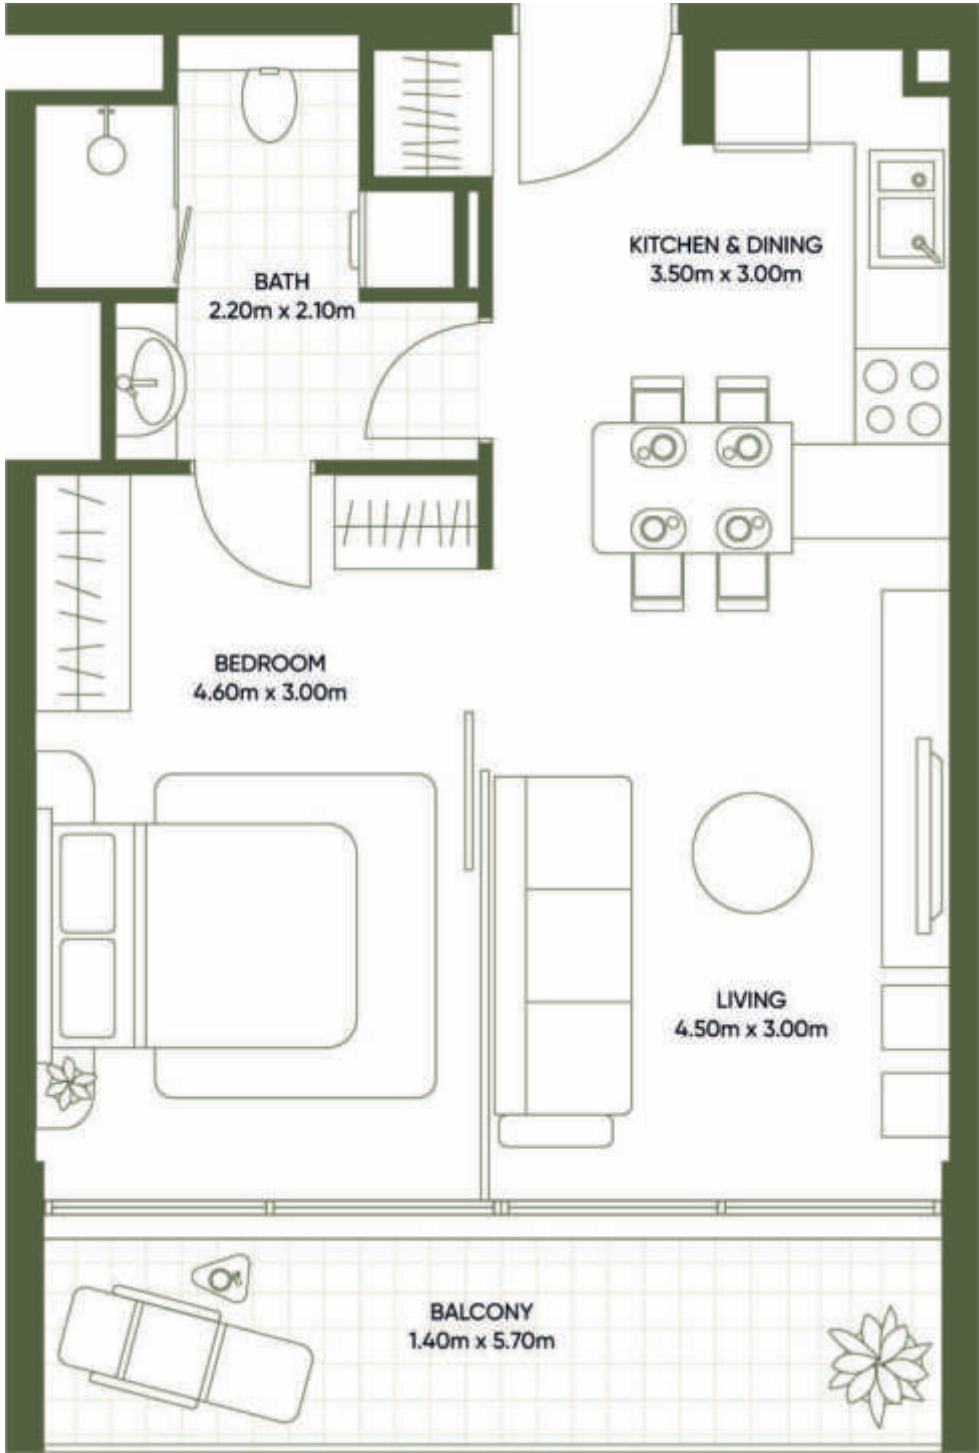 KITCHEN & DINING
3.50m x 3.00m
BATH
2.20m x 2.10m
BEDROOM
4.60m x 3.00m
LIVING
4.50m x 3.00m
BALCONY
1.40m x 5.70m